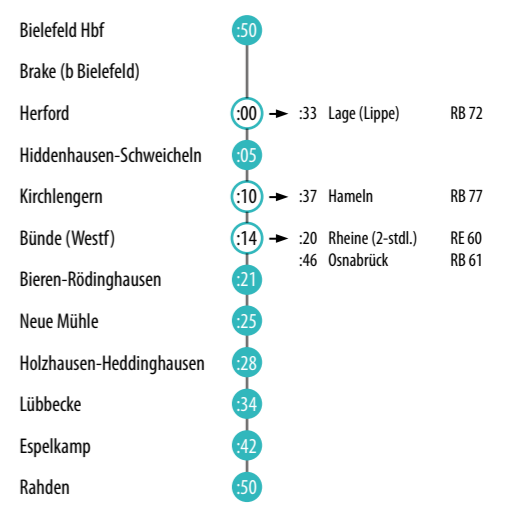 Bielefeld Hbf :50
Brake (b Bielefeld)
Herford :00 :33 Lage (Lippe) RB 72
Hiddenhausen-Schweicheln :05
Kirchlengern :10 :37 Hameln RB 77
Bünde (Westf) :14 :20 Rheine (2-stdl.) RE 60
:46 Osnabrück RB 61
Bieren-Rödinghausen :21
Neue Mühle :25
Holzhausen-Heddinghausen :28
Lübbecke :34
Espelkamp :42
Rahden :50